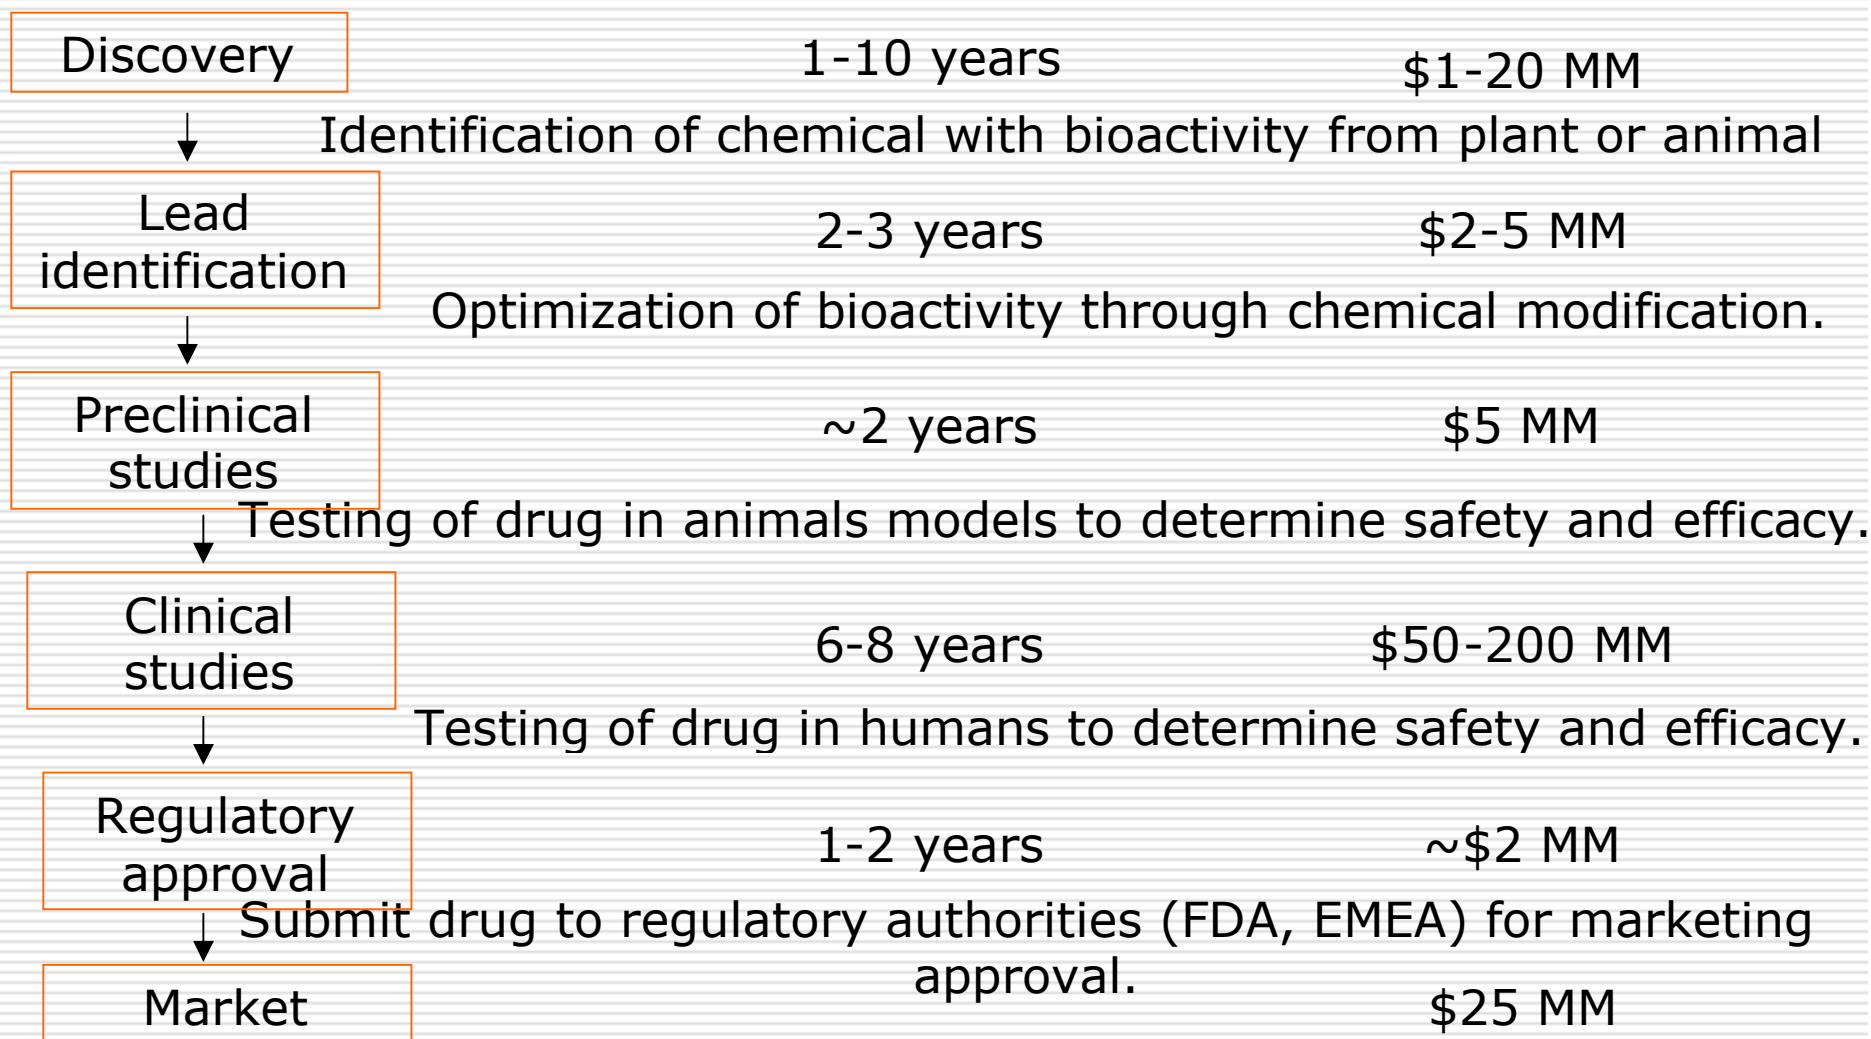 Discovery
1-10 years
$1-20 MM
Identification of chemical with bioactivity from plant or animal
Lead
identification
2-3 years
$2-5 MM
Optimization of bioactivity through chemical modification.
Preclinical
studies
~2 years
$5 MM
Testing of drug in animals models to determine safety and efficacy.
Clinical
studies
6-8 years
$50-200 MM
Testing of drug in humans to determine safety and efficacy.
Regulatory
approval
1-2 years
~$2 MM
Submit drug to regulatory authorities (FDA, EMEA) for marketing
approval.
Market
$25 MM